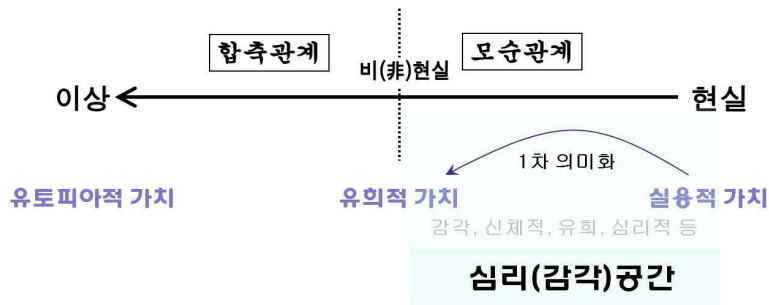 합축관계
모순관계
비(非)현실
이상
현실
1차 의미화
유토피아적 가치
유희적 가치
실용적 가치
감각, 신체적, 유희, 심리적 등
심리(감각)공간